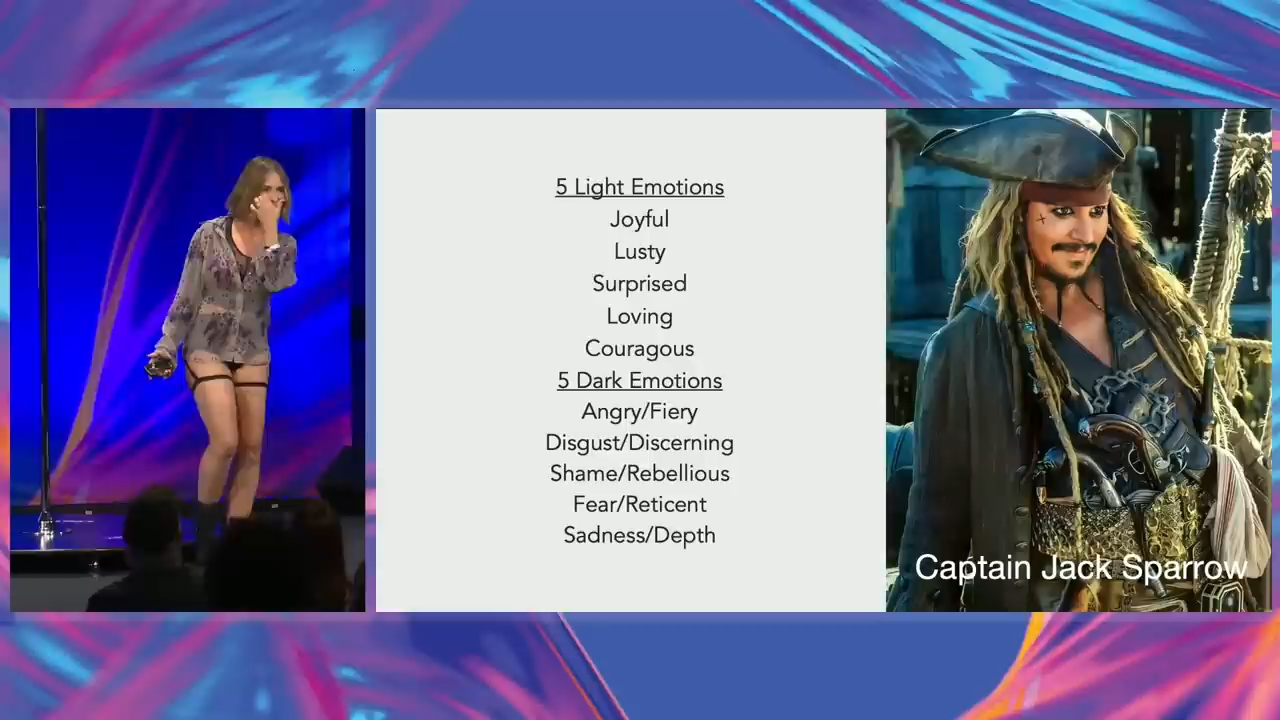 5 Light Emotions
Joyful
Lusty
Surprised
Loving
Couragous
5 Dark Emotions
Angry/Fiery
Disgust/Discerning
Shame/Rebellious
Fear/Reticent
Sadness/Depth
Captain Jack Sparrow